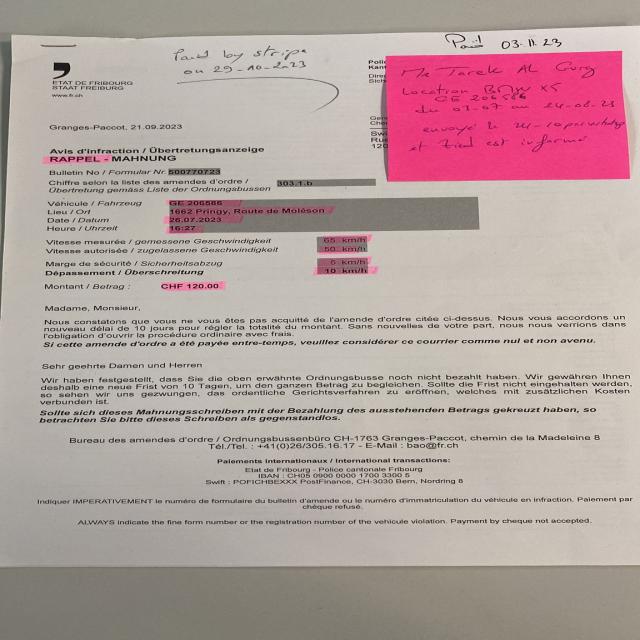 Paid by stripe
on 29-10-2023
Paid 03.11.23
ETAT DE FRIBOURG
STAAT FREIBURG
www.fr.ch
Mr Tarek AL
Location BMW X5
GE 206586
du 07-07 au 24-08-23
envoyé le 24-10 par whatsapp
et Zied est informé
Granges-Paccot, 21.09.2023
Avis d'infraction / Übertretungsanzeige
RAPPEL - MAHNUNG
Bulletin No / Formular Nr. 500770723
Chiffre selon la liste des amendes d'ordre / 303.1.b
Übertretung gemäss Liste der Ordnungsbussen
Véhicule / Fahrzeug GE 206586
Lieu / Ort 1662 Pringy, Route de Moléson
Date / Datum 26.07.2023
Heure / Uhrzeit 16:27
Vitesse mesurée / gemessene Geschwindigkeit 65 km/h
Vitesse autorisée / zugelassene Geschwindigkeit 50 km/h
Marge de sécurité / Sicherheitsabzug 5 km/h
Dépassement / Überschreitung 10 km/h
Montant / Betrag : CHF 120.00
Madame, Monsieur,
Nous constatons que vous ne vous êtes pas acquitté de l'amende d'ordre citée ci-dessus. Nous vous accordons un
nouveau délai de 10 jours pour régler la totalité du montant. Sans nouvelles de votre part, nous nous verrions dans
l'obligation d'ouvrir la procédure ordinaire avec frais.
Si cette amende d'ordre a été payée entre-temps, veuillez considérer ce courrier comme nul et non avenu.
Sehr geehrte Damen und Herren
Wir haben festgestellt, dass Sie die oben erwähnte Ordnungsbusse noch nicht bezahlt haben. Wir gewähren Ihnen
deshalb eine neue Frist von 10 Tagen, um den ganzen Betrag zu begleichen. Sollte die Frist nicht eingehalten werden,
so sehen wir uns gezwungen, das ordentliche Gerichtsverfahren zu eröffnen, welches mit zusätzlichen Kosten
verbunden ist.
Sollte sich dieses Mahnungsschreiben mit der Bezahlung des ausstehenden Betrags gekreuzt haben, so
betrachten Sie bitte dieses Schreiben als gegenstandlos.
Bureau des amendes d'ordre / Ordnungsbussenbüro CH-1763 Granges-Paccot, chemin de la Madeleine 8
Tél./Tel. : +41(0)26/305.16.17 - E-Mail : bao@fr.ch
Paiements internationaux / International transactions:
Etat de Fribourg - Police cantonale Fribourg
IBAN : CH05 0900 0000 1700 3300 5
Swift : POFICHBEXXX PostFinance, CH-3030 Bern, Nordring 8
Indiquer IMPERATIVEMENT le numéro de formulaire du bulletin d'amende ou le numéro d'immatriculation du véhicule en infraction. Paiement par
chèque refusé.
ALWAYS indicate the fine form number or the registration number of the vehicule violation. Payment by cheque not accepted.